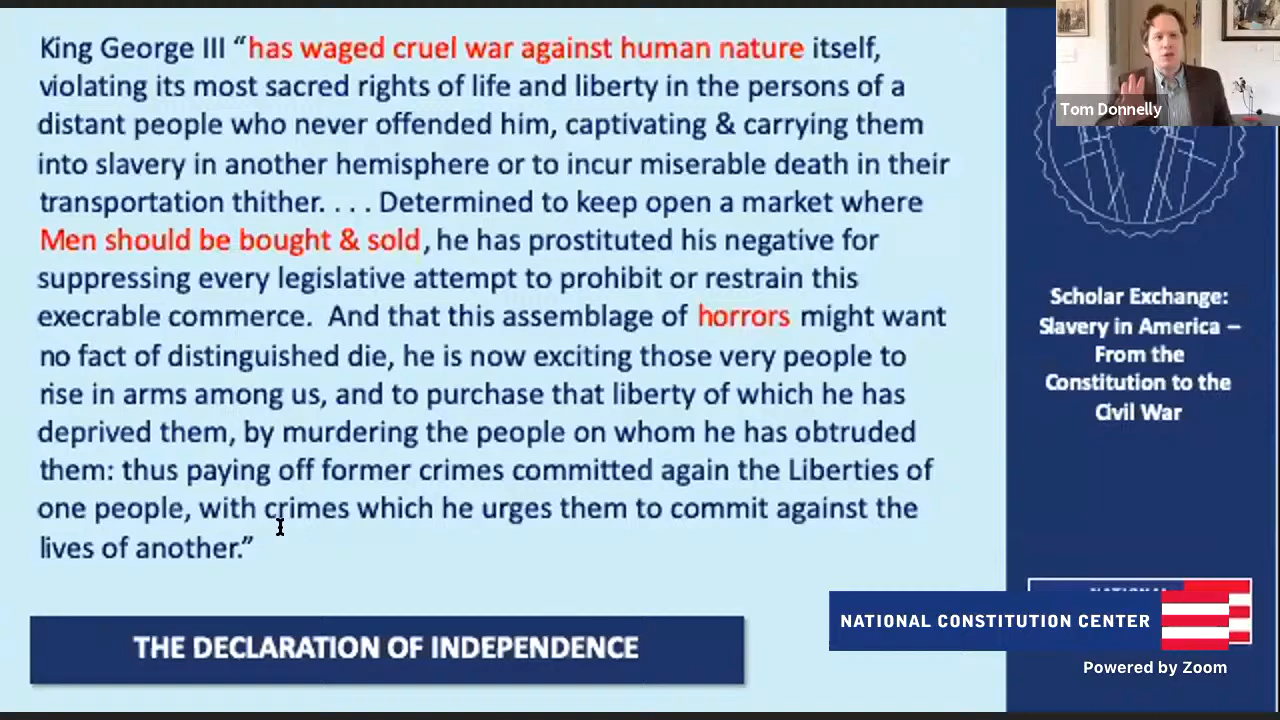 King George III “has waged cruel war against human nature itself,
violating its most sacred rights of life and liberty in the persons of a
distant people who never offended him, captivating & carrying them
into slavery in another hemisphere or to incur miserable death in their
transportation thither. . . . Determined to keep open a market where
Men should be bought & sold, he has prostituted his negative for
suppressing every legislative attempt to prohibit or restrain this
execrable commerce. And that this assemblage of horrors might want
no fact of distinguished die, he is now exciting those very people to
rise in arms among us, and to purchase that liberty of which he has
deprived them, by murdering the people on whom he has obtruded
them: thus paying off former crimes committed again the Liberties of
one people, with crimes which he urges them to commit against the
lives of another.”
THE DECLARATION OF INDEPENDENCE
Tom Donnelly
Scholar Exchange:
Slavery in America –
From the
Constitution to the
Civil War
NATIONAL
NATIONAL CONSTITUTION CENTER
Powered by Zoom